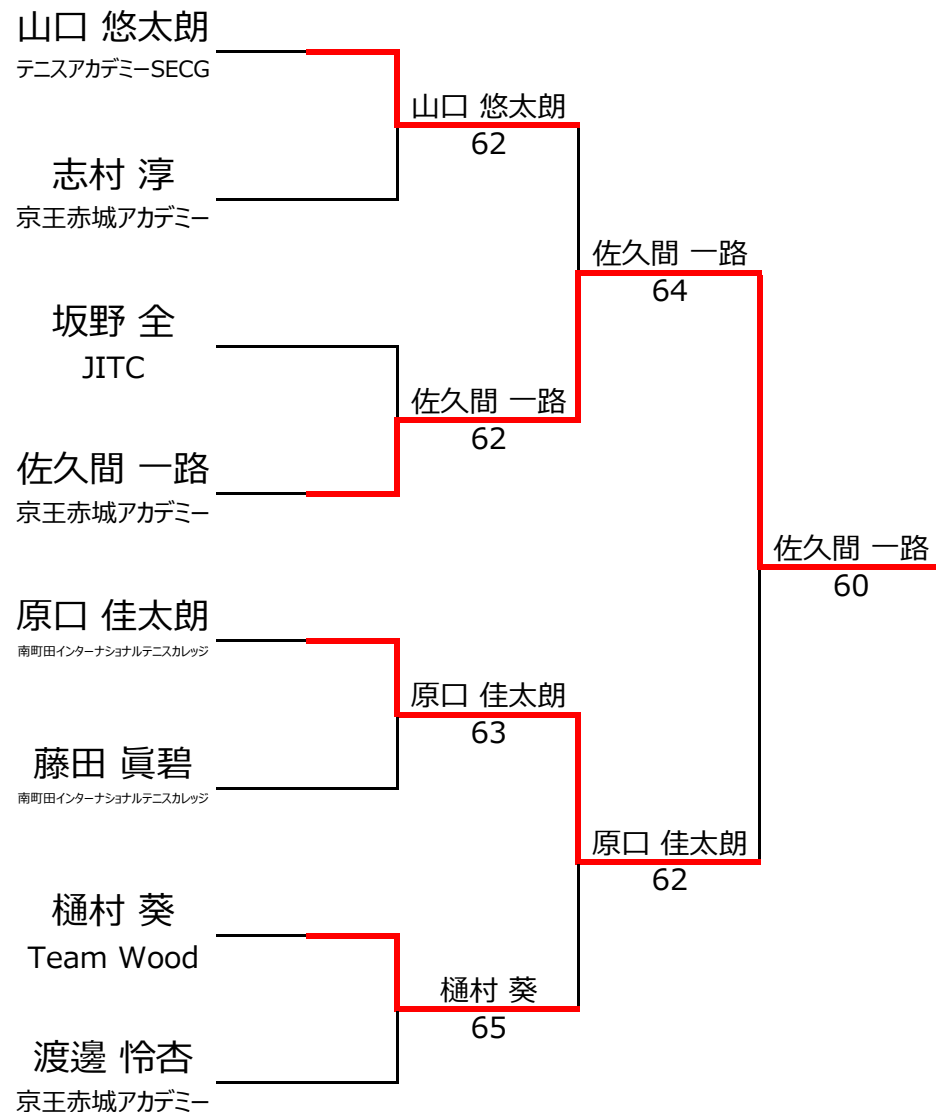 山口 悠太朗
テニスアカデミーSECG
志村 淳
京王赤城アカデミー
坂野 全
JITC
佐久間 一路
京王赤城アカデミー
原口 佳太朗
南町田インターナショナルテニスカレッジ
藤田 眞碧
南町田インターナショナルテニスカレッジ
樋村 葵
Team Wood
渡邊 怜杏
京王赤城アカデミー
山口 悠太朗
62
佐久間 一路
62
原口 佳太朗
63
樋村 葵
65
佐久間 一路
64
原口 佳太朗
62
佐久間 一路
60